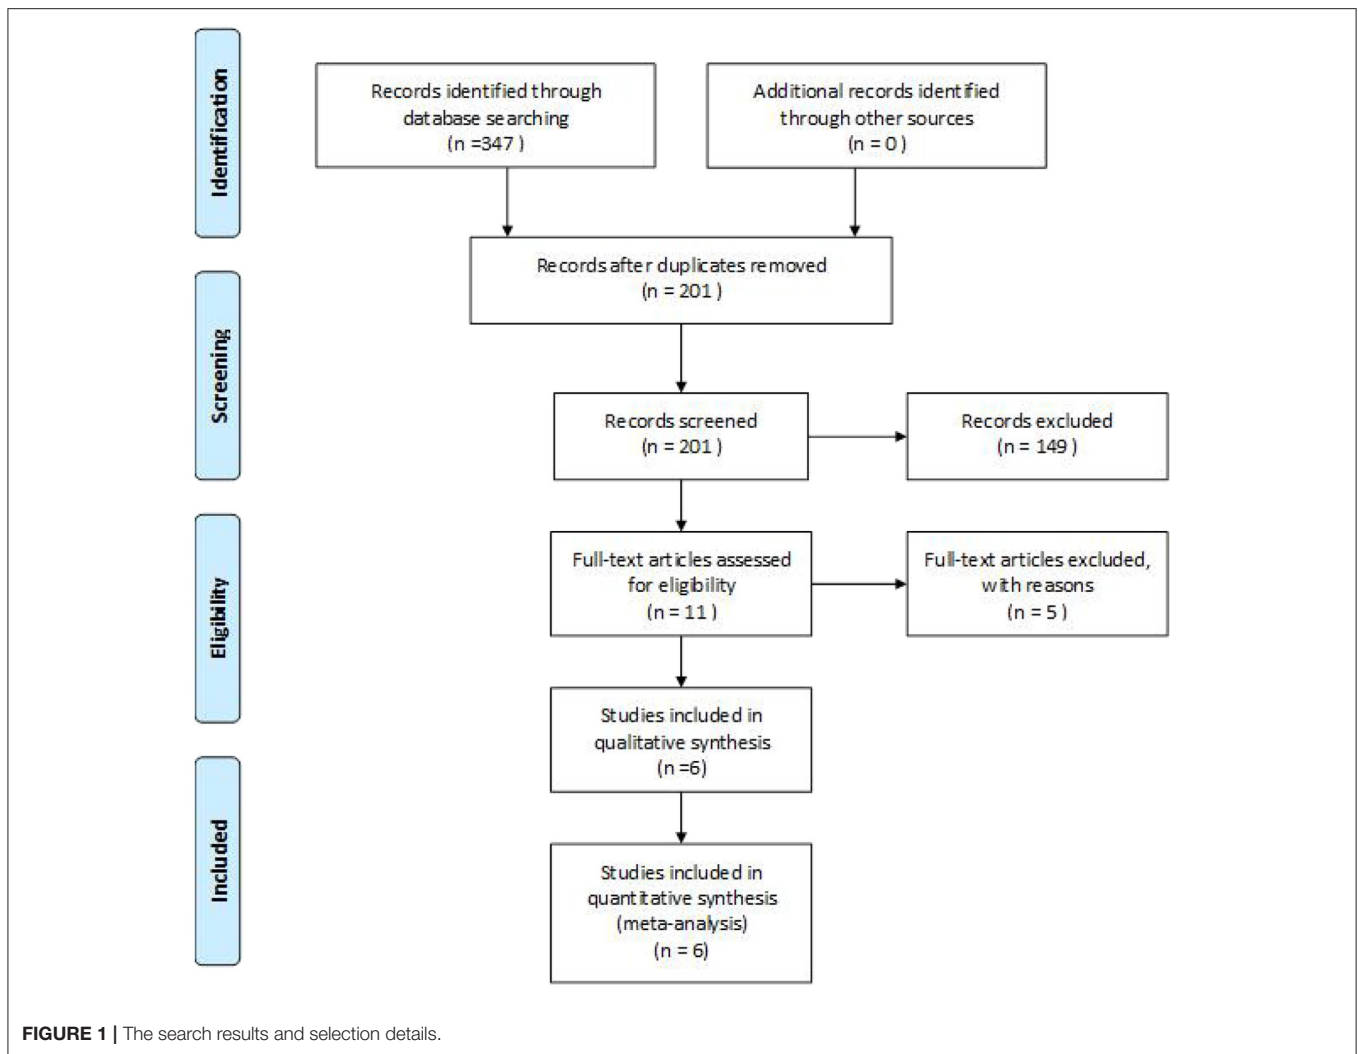 Identification
Records identified through
database searching
(n =347 )
Additional records identified
through other sources
(n = 0 )
Records after duplicates removed
(n = 201 )
Screening
Records screened
(n = 201 )
Records excluded
(n = 149 )
Eligibility
Full-text articles assessed
for eligibility
(n = 11 )
Full-text articles excluded,
with reasons
(n = 5 )
Studies included in
qualitative synthesis
(n =6)
Included
Studies included in
quantitative synthesis
(meta-analysis)
(n = 6)
FIGURE 1 | The search results and selection details.